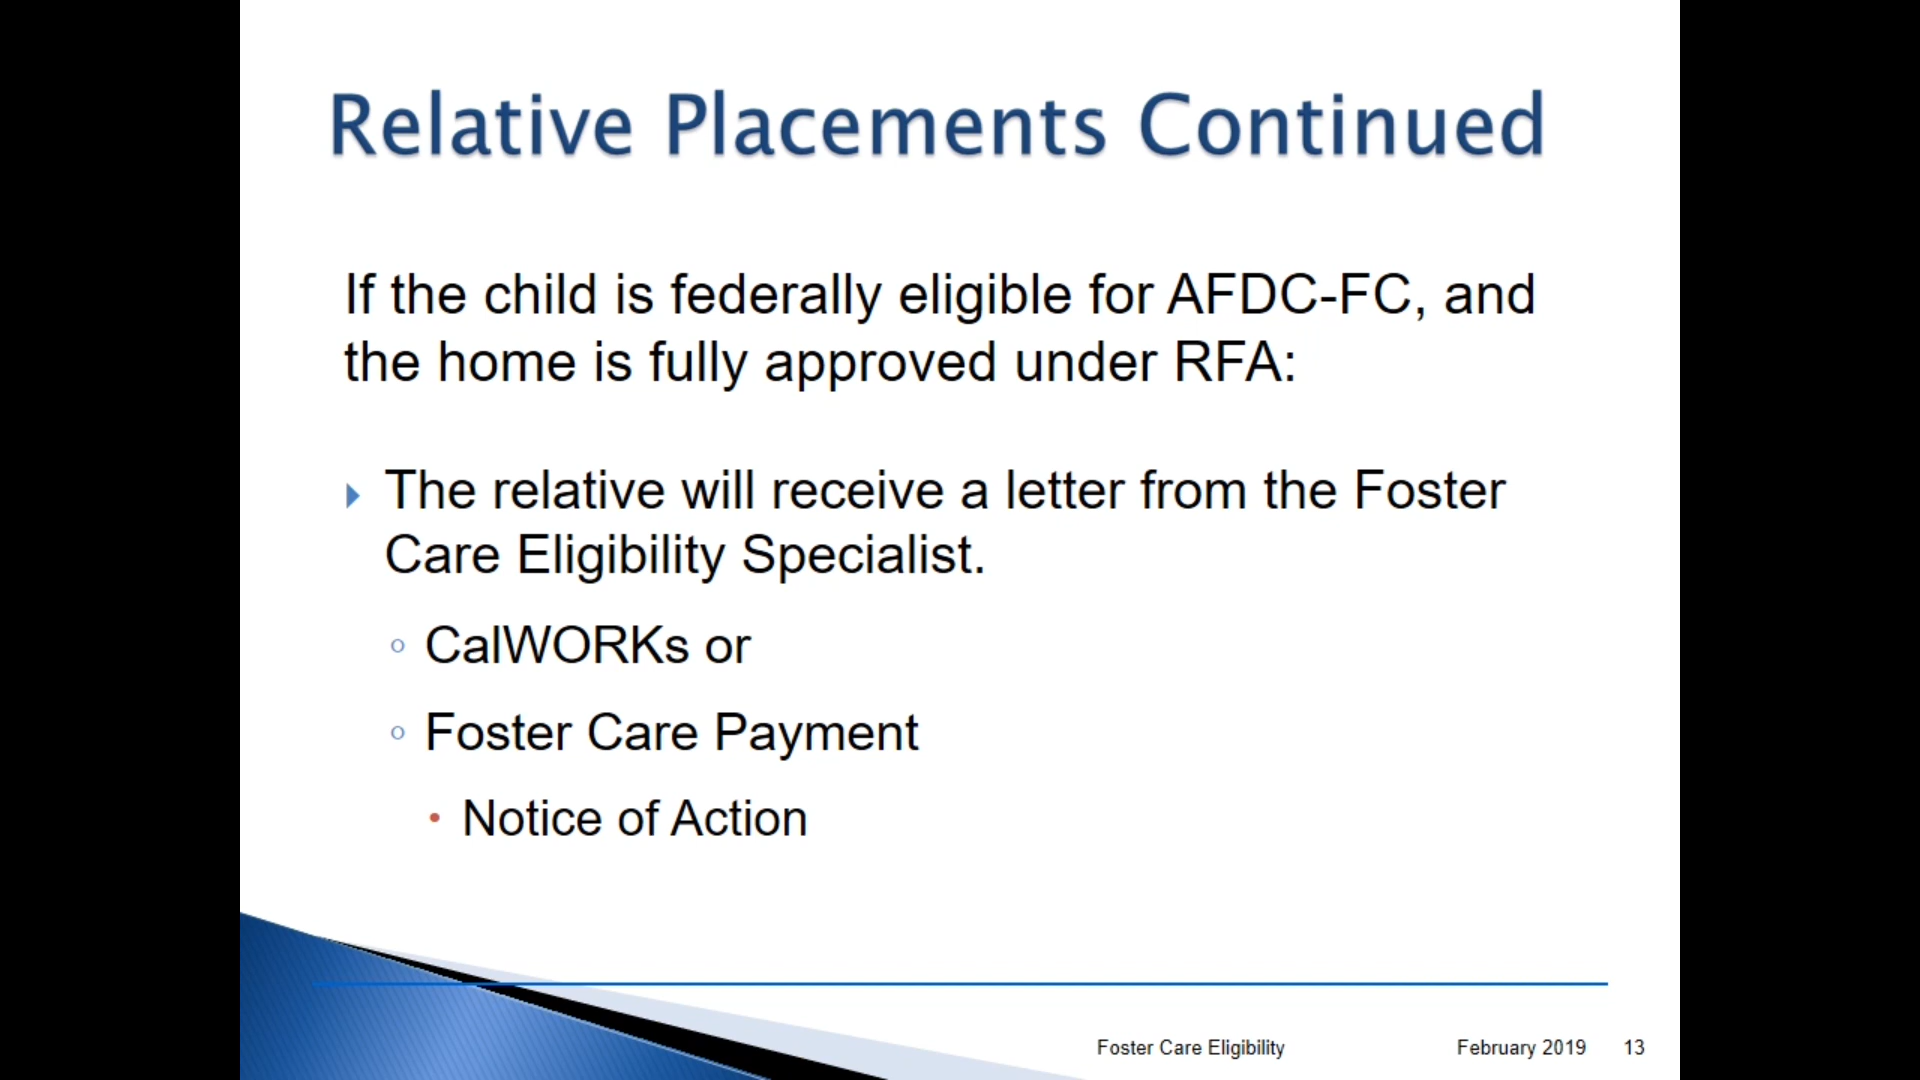 Relative Placements Continued
If the child is federally eligible for AFDC-FC, and
the home is fully approved under RFA:
The relative will receive a letter from the Foster
Care Eligibility Specialist.
CalWORKs or
Foster Care Payment
Notice of Action
Foster Care Eligibility February 2019 13